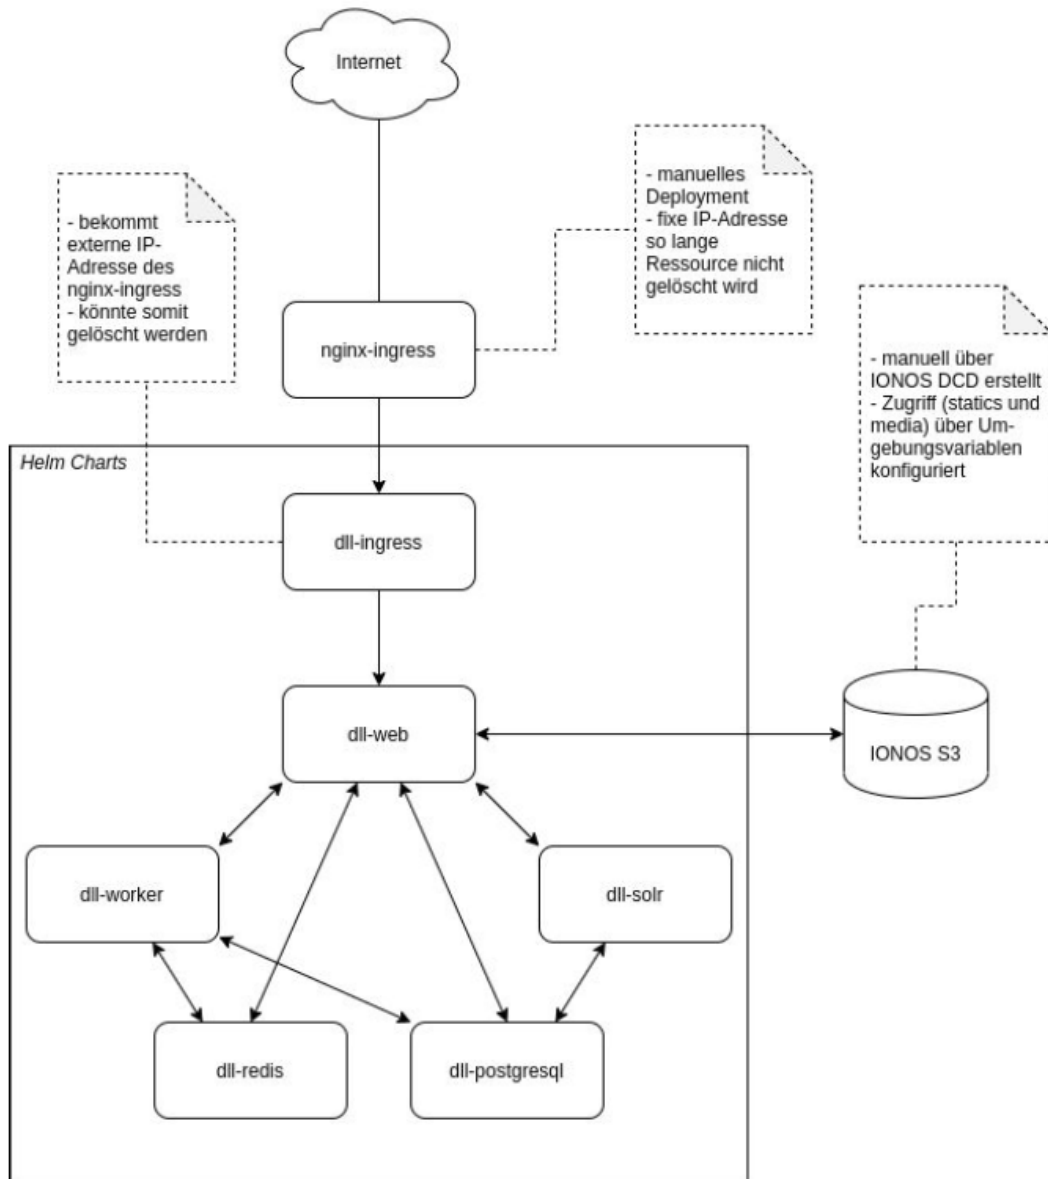 Internet
- manuelles
Deployment
- fixe IP-Adresse
so lange
Ressource nicht
gelöscht wird
- bekommt
externe IP-
Adresse des
nginx-ingress
- könnte somit
gelöscht werden
nginx-ingress
- manuell über
IONOS DCD erstellt
- Zugriff (statics und
media) über Um-
gebungsvariablen
konfiguriert
Helm Charts
dll-ingress
dll-web
IONOS S3
dll-worker
dll-solr
dll-redis
dll-postgresql